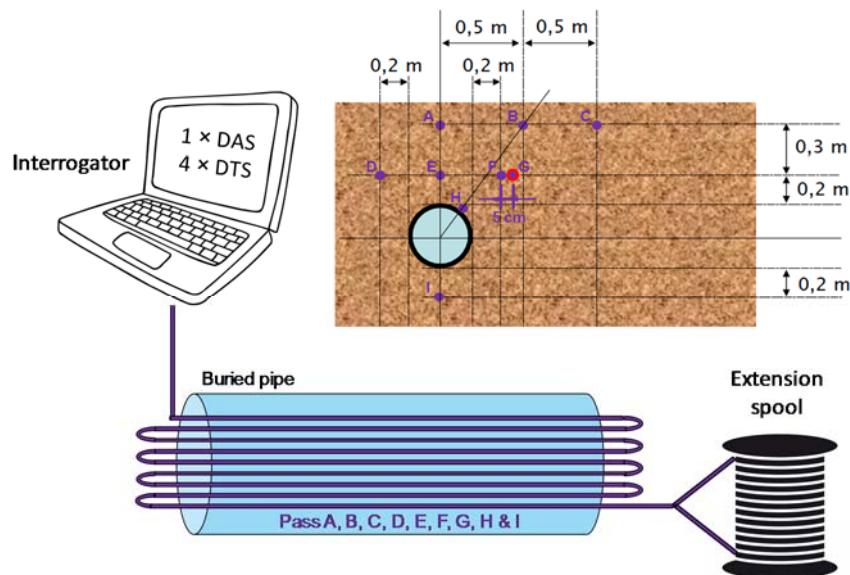 0,5 m
0,5 m
0,2 m
0,2 m
1 × DAS
4 × DTS
Interrogator
A
B
C
0,3 m
D
E
F
G
0,2 m
H
5 cm
0,2 m
I
Buried pipe
Extension
spool
Pass A, B, C, D, E, F, G, H & I